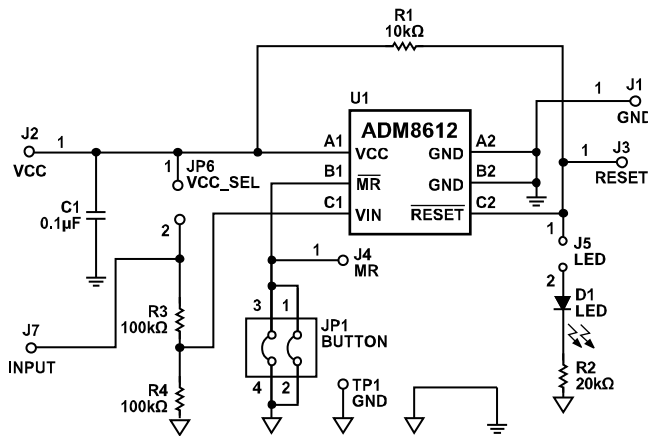 R1
10kΩ
U1
ADM8612
J1
1
GND
J2
1
VCC
A1
VCC
GND
A2
J3
1
RESET
1
JP6
VCC_SEL
2
B1
MR
GND
B2
C1
VIN
RESET
C2
C1
0.1µF
1
J4
MR
1
J5
LED
2
D1
LED
R3
100kΩ
J7
INPUT
3
1
JP1
BUTTON
4
2
R4
100kΩ
TP1
GND
R2
20kΩ